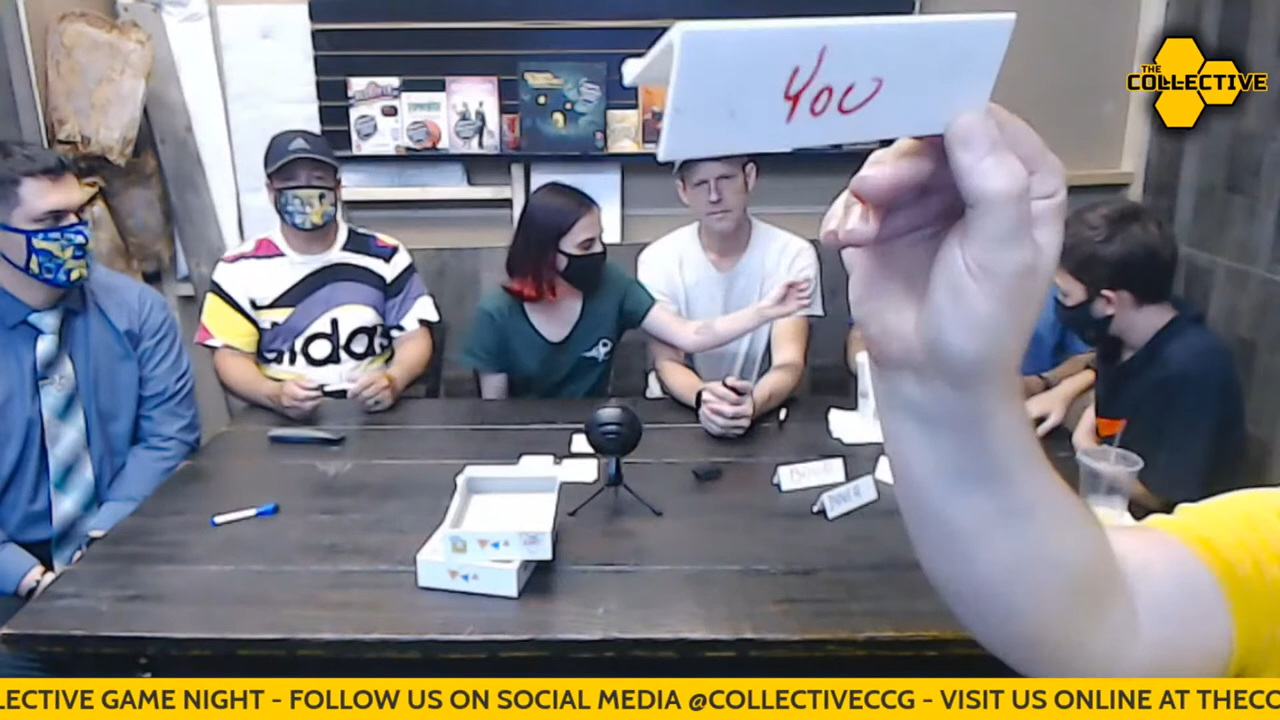 You
THE
COLLECTIVE
adidas
LECTIVE GAME NIGHT - FOLLOW US ON SOCIAL MEDIA @COLLECTIVECCG - VISIT US ONLINE AT THECO